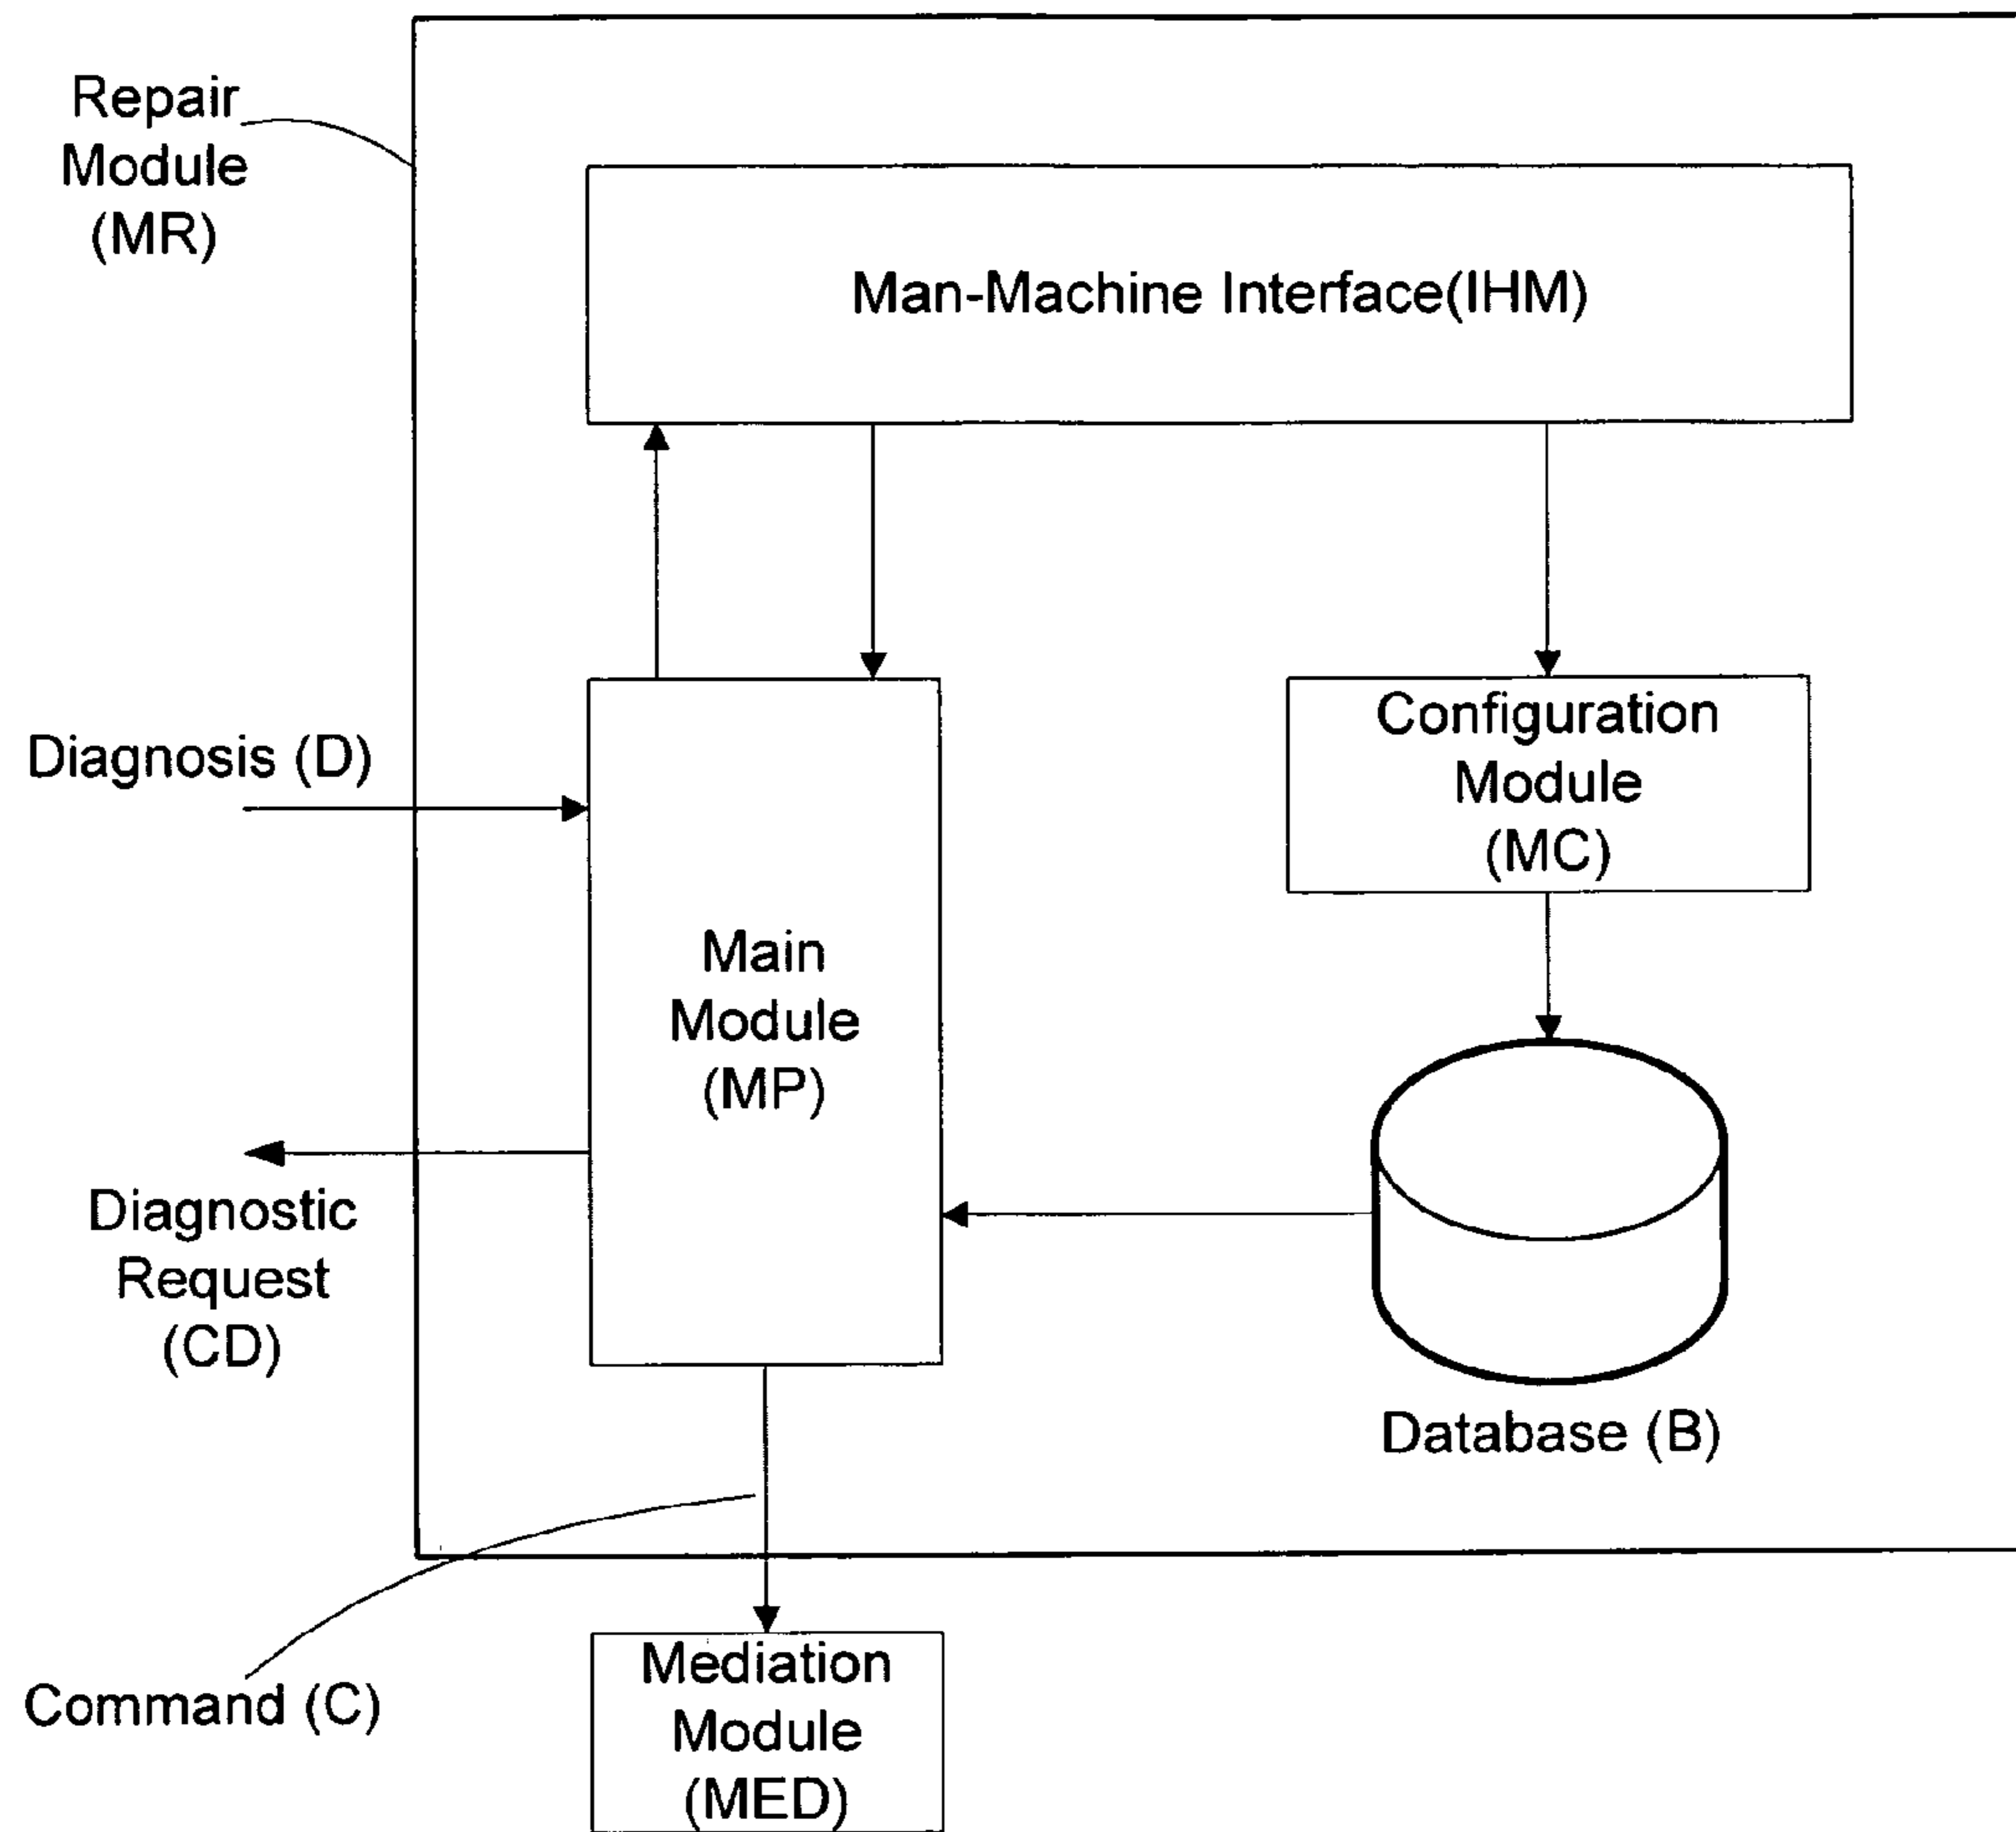 Repair
Module
(MR)
Man-Machine Interface(IHM)
Diagnosis (D)
Configuration
Module
(MC)
Main
Module
(MP)
Diagnostic
Request
(CD)
Database (B)
Command (C)
Mediation
Module
(MED)